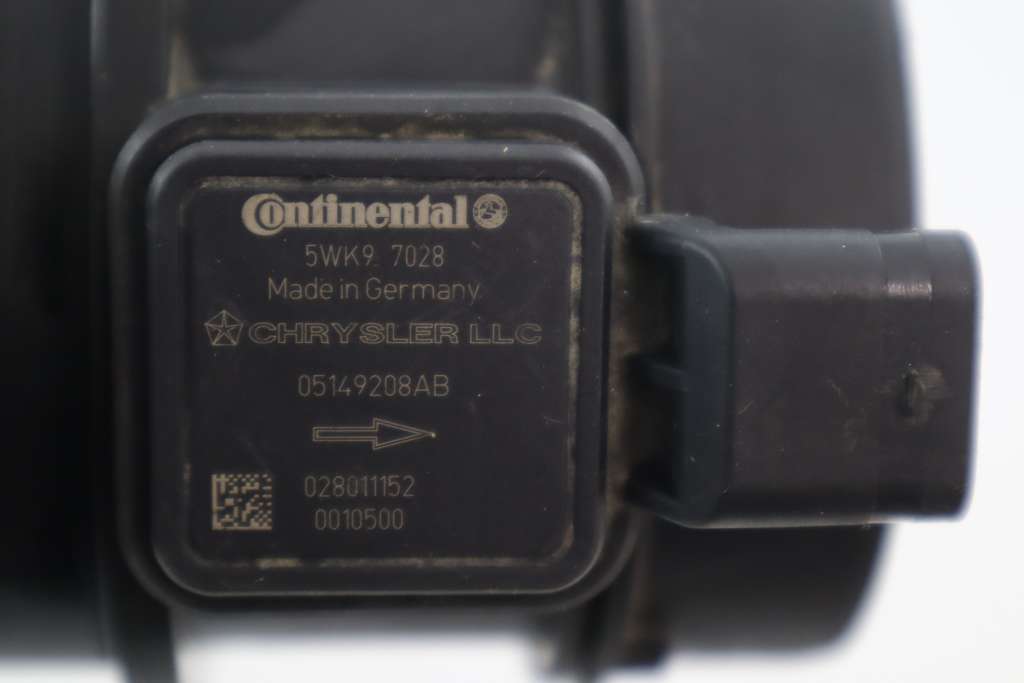 Continental
5WK9 7028
Made in Germany
CHRYSLER LLC
05149208AB
028011152
0010500